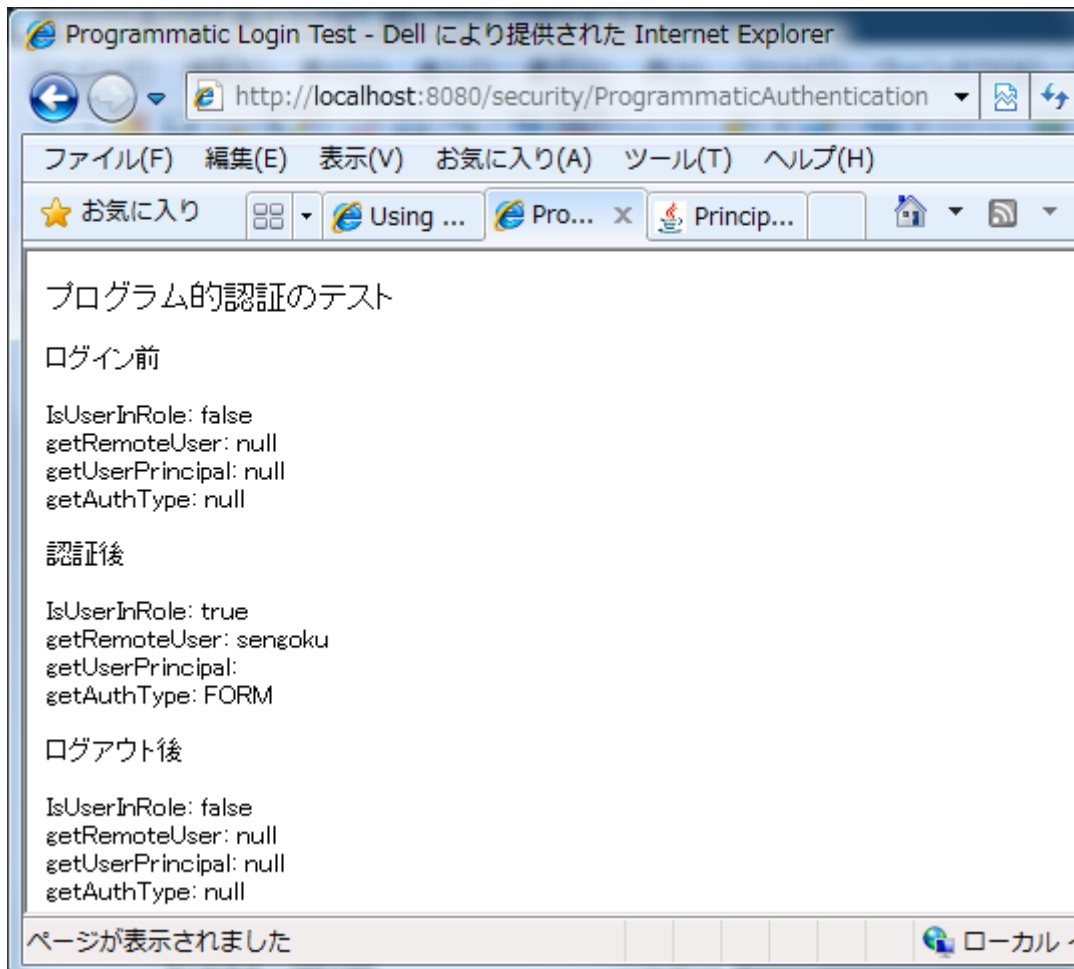 Programmatic Login Test - Dell により提供された Internet Explorer
http://localhost:8080/security/ProgrammaticAuthentication
ファイル(F) 編集(E) 表示(V) お気に入り(A) ツール(T) ヘルプ(H)
お気に入り Using ... Pro... Princip...
プログラム的認証のテスト
ログイン前
IsUserInRole: false
getRemoteUser: null
getUserPrincipal: null
getAuthType: null
認証後
IsUserInRole: true
getRemoteUser: sengoku
getUserPrincipal:
getAuthType: FORM
ログアウト後
IsUserInRole: false
getRemoteUser: null
getUserPrincipal: null
getAuthType: null
ページが表示されました ローカル